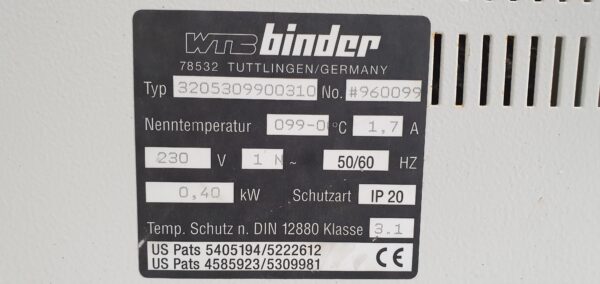 WTB binder
78532 TUTTLINGEN/GERMANY
Typ 3205309900310 No. #960099
Nenntemperatur 099-0 °C 1,7 A
230 V 1 N ~ 50/60 HZ
0,40 kW Schutzart IP 20
Temp. Schutz n. DIN 12880 Klasse 3.1
US Pats 5405194/5222612
US Pats 4585923/5309981 CE